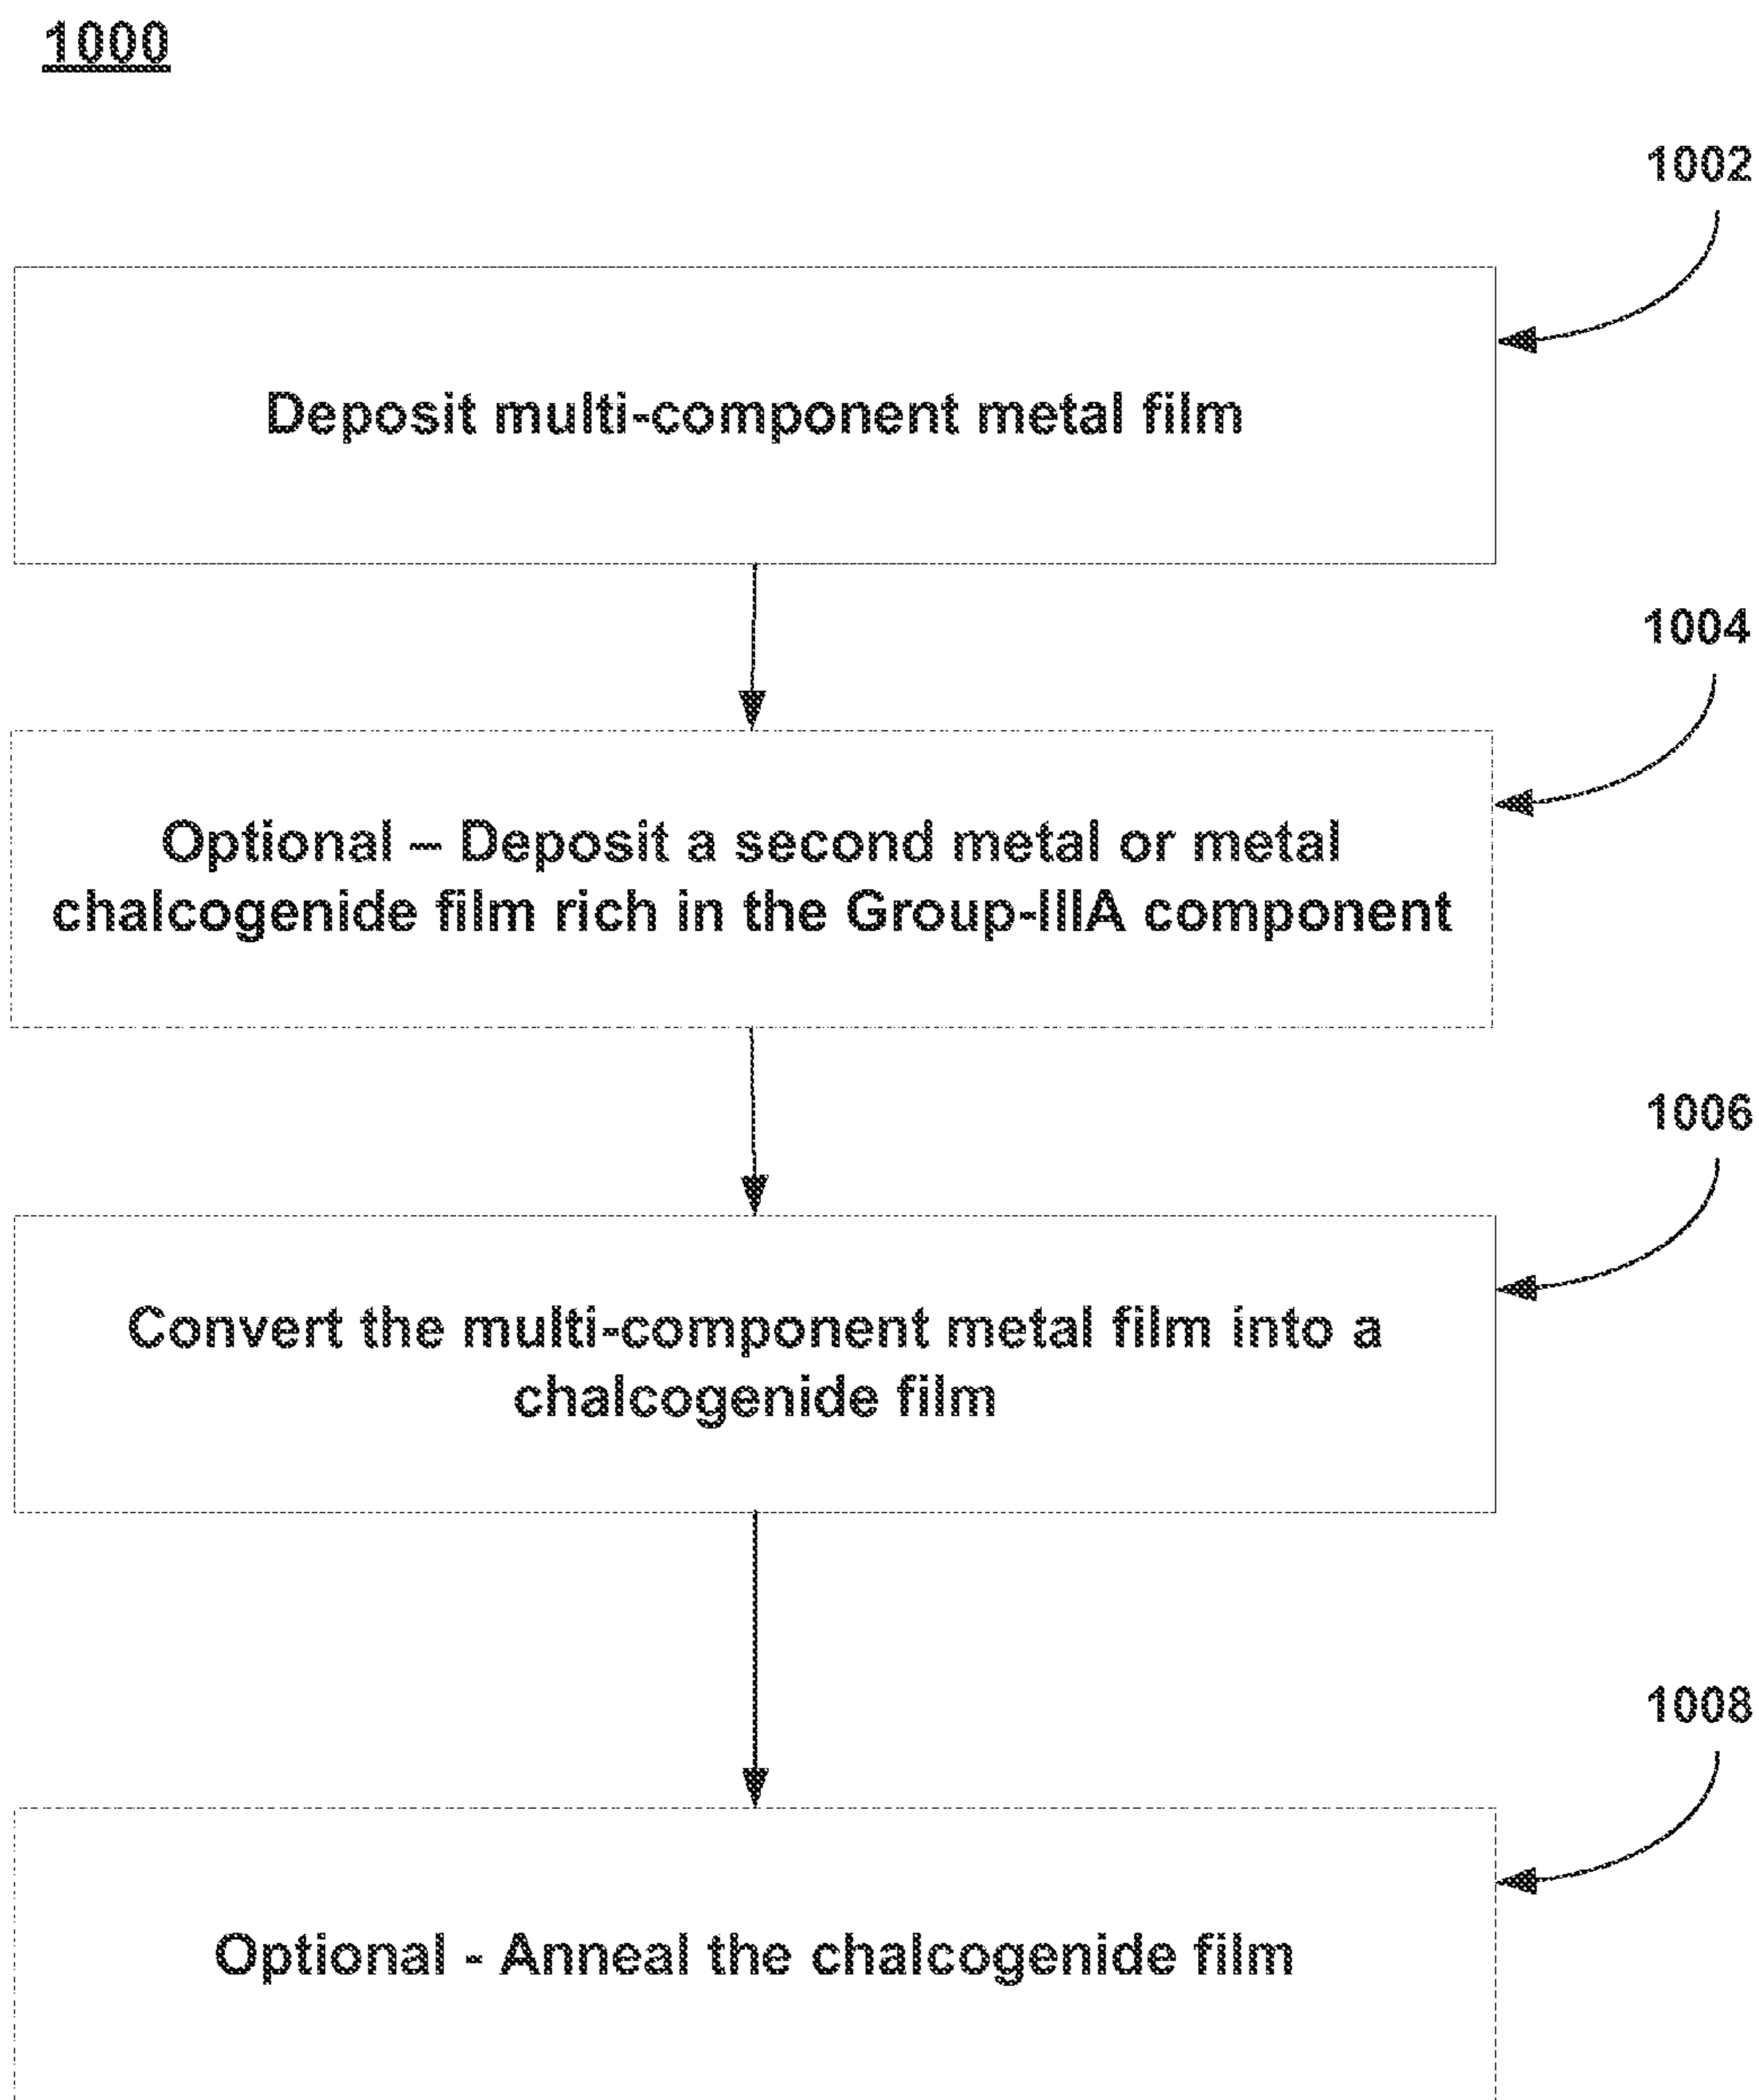 1000
1002
Deposit multi-component metal film
1004
Optional – Deposit a second metal or metal
chalcogenide film rich in the Group-IIIA component
1006
Convert the multi-component metal film into a
chalcogenide film
1008
Optional - Anneal the chalcogenide film